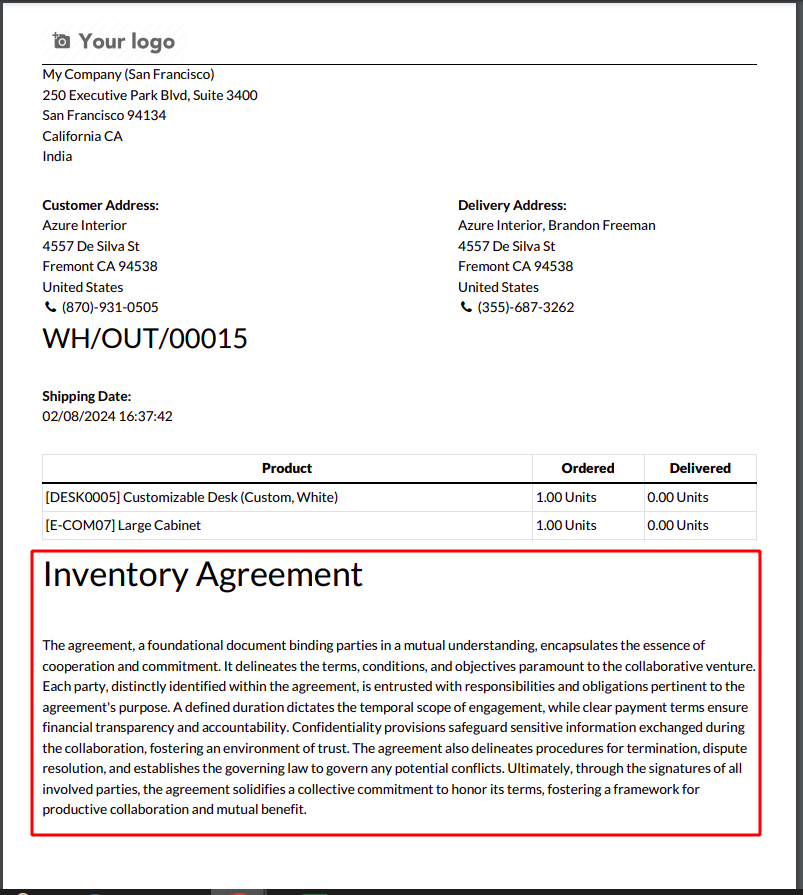 Your logo
My Company (San Francisco)
250 Executive Park Blvd, Suite 3400
San Francisco 94134
California CA
India
Customer Address:
Azure Interior
4557 De Silva St
Fremont CA 94538
United States
(870)-931-0505
Delivery Address:
Azure Interior, Brandon Freeman
4557 De Silva St
Fremont CA 94538
United States
(355)-687-3262
WH/OUT/00015
Shipping Date:
02/08/2024 16:37:42
Product Ordered Delivered
[DESK0005] Customizable Desk (Custom, White) 1.00 Units 0.00 Units
[E-COM07] Large Cabinet 1.00 Units 0.00 Units
Inventory Agreement
The agreement, a foundational document binding parties in a mutual understanding, encapsulates the essence of
cooperation and commitment. It delineates the terms, conditions, and objectives paramount to the collaborative venture.
Each party, distinctly identified within the agreement, is entrusted with responsibilities and obligations pertinent to the
agreement's purpose. A defined duration dictates the temporal scope of engagement, while clear payment terms ensure
financial transparency and accountability. Confidentiality provisions safeguard sensitive information exchanged during
the collaboration, fostering an environment of trust. The agreement also delineates procedures for termination, dispute
resolution, and establishes the governing law to govern any potential conflicts. Ultimately, through the signatures of all
involved parties, the agreement solidifies a collective commitment to honor its terms, fostering a framework for
productive collaboration and mutual benefit.